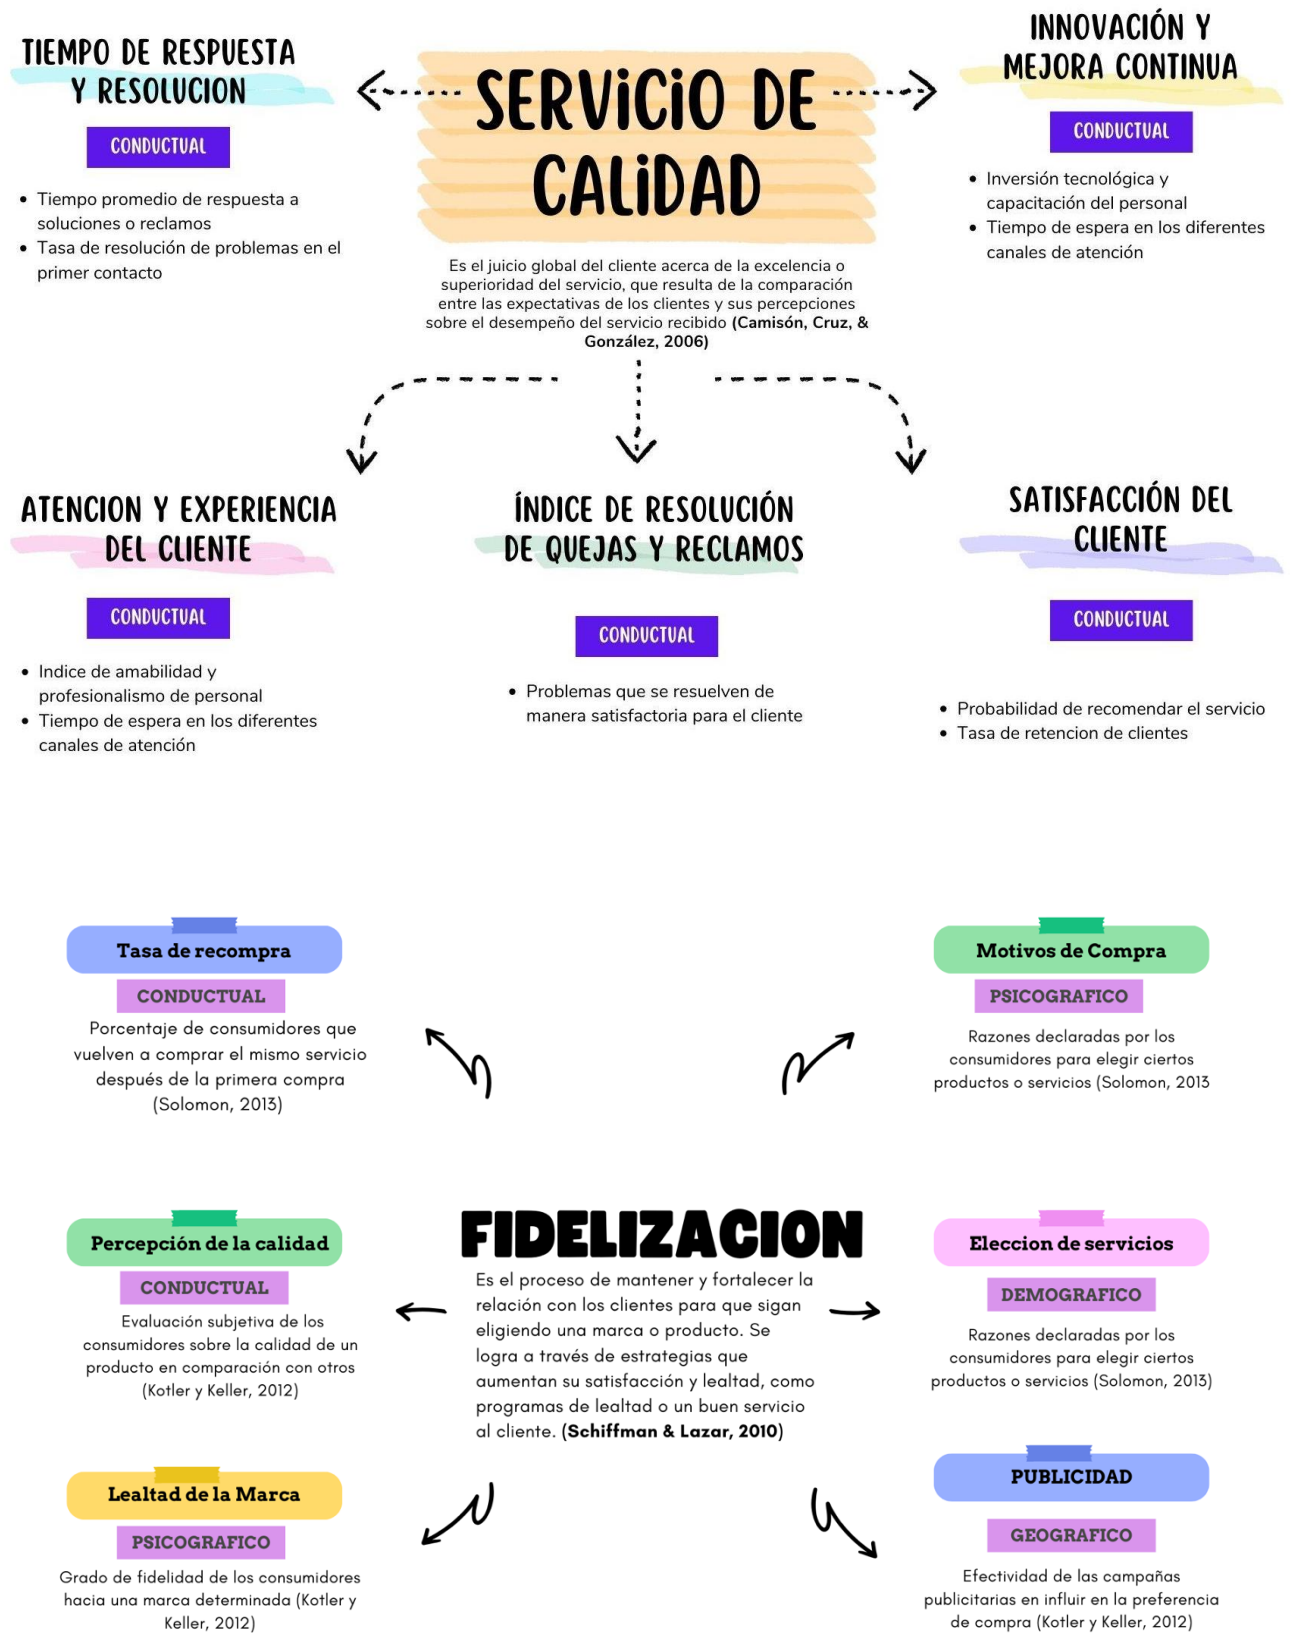 TIEMPO DE RESPUESTA
Y RESOLUCION
CONDUCTUAL
• Tiempo promedio de respuesta a
soluciones o reclamos
• Tasa de resolución de problemas en el
primer contacto
SERViCiO DE
CALiDAD
Es el juicio global del cliente acerca de la excelencia o
superioridad del servicio, que resulta de la comparación
entre las expectativas de los clientes y sus percepciones
sobre el desempeño del servicio recibido (Camisón, Cruz, &
González, 2006)
INNOVACIÓN Y
MEJORA CONTINUA
CONDUCTUAL
• Inversión tecnológica y
capacitación del personal
• Tiempo de espera en los diferentes
canales de atención
ATENCION Y EXPERIENCIA
DEL CLIENTE
CONDUCTUAL
• Indice de amabilidad y
profesionalismo de personal
• Tiempo de espera en los diferentes
canales de atención
ÍNDICE DE RESOLUCIÓN
DE QUEJAS Y RECLAMOS
CONDUCTUAL
• Problemas que se resuelven de
manera satisfactoria para el cliente
SATISFACCIÓN DEL
CLIENTE
CONDUCTUAL
• Probabilidad de recomendar el servicio
• Tasa de retencion de clientes
Tasa de recompra
CONDUCTUAL
Porcentaje de consumidores que
vuelven a comprar el mismo servicio
después de la primera compra
(Solomon, 2013)
Motivos de Compra
PSICOGRAFICO
Razones declaradas por los
consumidores para elegir ciertos
productos o servicios (Solomon, 2013
Percepción de la calidad
CONDUCTUAL
Evaluación subjetiva de los
consumidores sobre la calidad de un
producto en comparación con otros
(Kotler y Keller, 2012)
FIDELIZACION
Es el proceso de mantener y fortalecer la
relación con los clientes para que sigan
eligiendo una marca o producto. Se
logra a través de estrategias que
aumentan su satisfacción y lealtad, como
programas de lealtad o un buen servicio
al cliente. (Schiffman & Lazar, 2010)
Eleccion de servicios
DEMOGRAFICO
Razones declaradas por los
consumidores para elegir ciertos
productos o servicios (Solomon, 2013)
Lealtad de la Marca
PSICOGRAFICO
Grado de fidelidad de los consumidores
hacia una marca determinada (Kotler y
Keller, 2012)
PUBLICIDAD
GEOGRAFICO
Efectividad de las campañas
publicitarias en influir en la preferencia
de compra (Kotler y Keller, 2012)